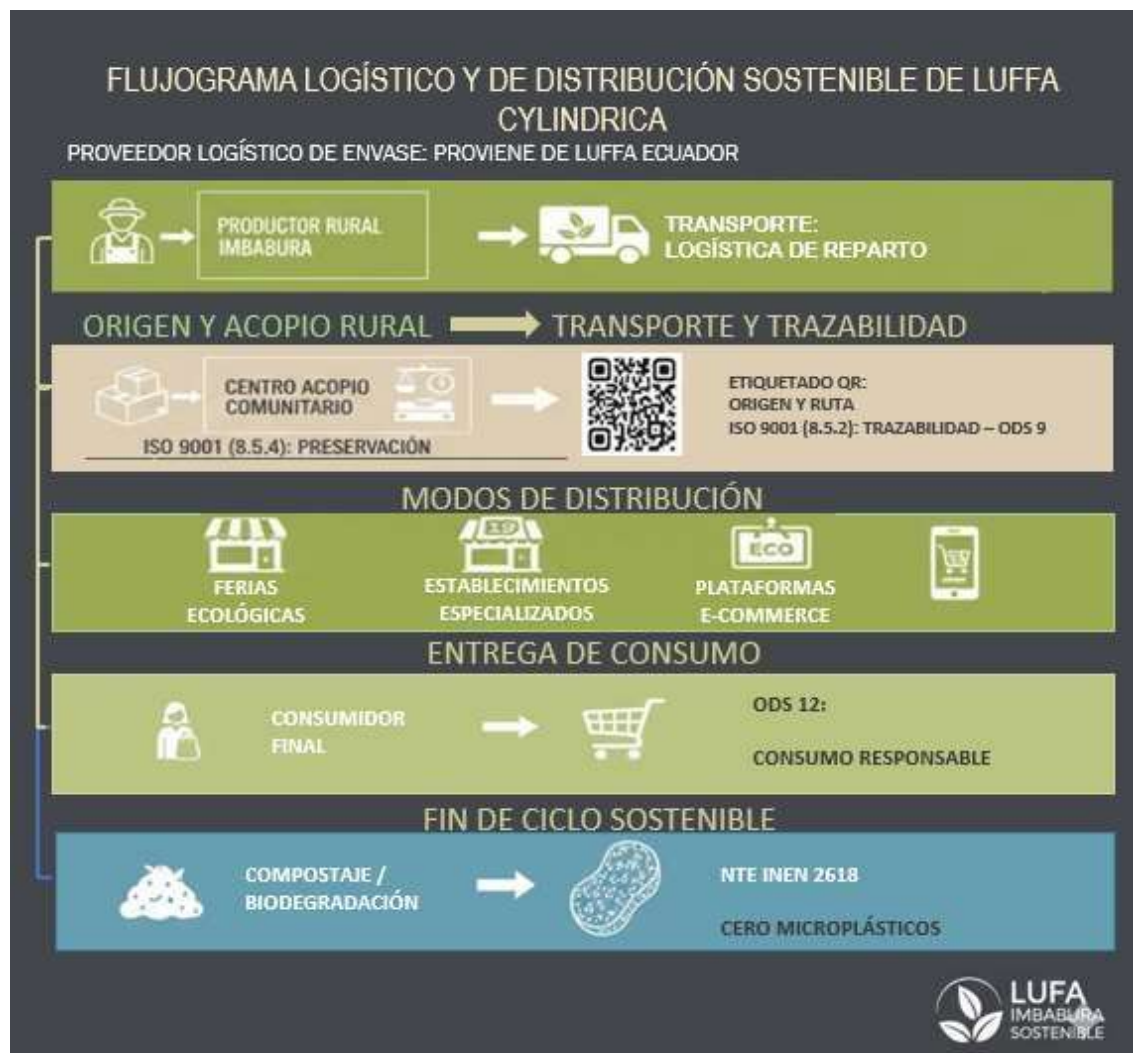 FLUJOGRAMA LOGÍSTICO Y DE DISTRIBUCIÓN SOSTENIBLE DE LUFFA
CYLINDRICA
PROVEEDOR LOGÍSTICO DE ENVASE: PROVIENE DE LUFFA ECUADOR
PRODUCTOR RURAL
IMBABURA
TRANSPORTE:
LOGÍSTICA DE REPARTO
ORIGEN Y ACOPIO RURAL
TRANSPORTE Y TRAZABILIDAD
CENTRO ACOPIO
COMUNITARIO
ISO 9001 (8.5.4): PRESERVACIÓN
ETIQUETADO QR:
ORIGEN Y RUTA
ISO 9001 (8.5.2): TRAZABILIDAD – ODS 9
MODOS DE DISTRIBUCIÓN
FERIAS
ECOLÓGICAS
19
ESTABLECIMIENTOS
ESPECIALIZADOS
ECO
PLATAFORMAS
E-COMMERCE
ENTREGA DE CONSUMO
CONSUMIDOR
FINAL
ODS 12:
CONSUMO RESPONSABLE
FIN DE CICLO SOSTENIBLE
COMPOSTAJE /
BIODEGRADACIÓN
NTE INEN 2618
CERO MICROPLÁSTICOS
LUFA
IMBABURA
SOSTENIBLE